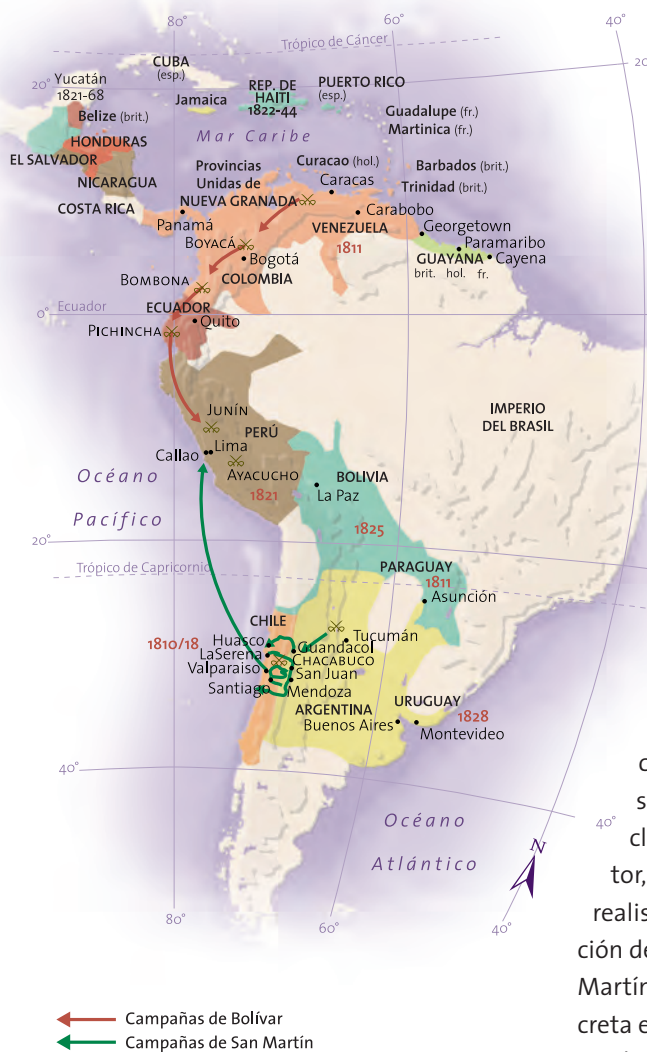 80°
60°
40°
Trópico de Cáncer
20°
20
CUBA
(esp.)
Yucatán
1821-68
REP. DE
HAITÍ
1822-44
PUERTO RICO
(esp.)
Jamaica
Belize (brit.)
Guadalupe (fr.)
Martinica (fr.)
Mar Caribe
HONDURAS
EL SALVADOR
NICARAGUA
COSTA RICA
Provincias
Unidas de
NUEVA GRANADA
Curacao (hol.)
Caracas
Barbados (brit.)
Trinidad (brit.)
Panamá
Carabobo
VENEZUELA
1811
Georgetown
Paramaribo
GUAYANA
Cayena
brit. hol. fr.
BOYACÁ
Bogotá
COLOMBIA
BOMBONA
Ecuador
0°
ECUADOR
Quito
PICHINCHA
JUNÍN
PERÚ
Callao
Lima
AYACUCHO
1821
IMPERIO
DEL BRASIL
Océano
Pacífico
BOLIVIA
La Paz
1825
20°
Trópico de Capricornio
PARAGUAY
1811
Asunción
CHILE
1810/18
Huasco
LaSerena
Valparaiso
Santiago
Guandacol
Tucumán
CHACABUCO
San Juan
Mendoza
ARGENTINA
Buenos Aires
URUGUAY
1828
Montevideo
40°
40°
Océano
Atlántico
N
80°
60°
40°
c
s
cl
tor,
realis
ción de
Martín
creta e
Campañas de Bolívar
Campañas de San Martín